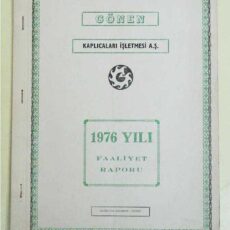 GÖNEN
KAPLICALARI İŞLETMESİ A.Ş.
1976 YILI
FAALİYET
RAPORU